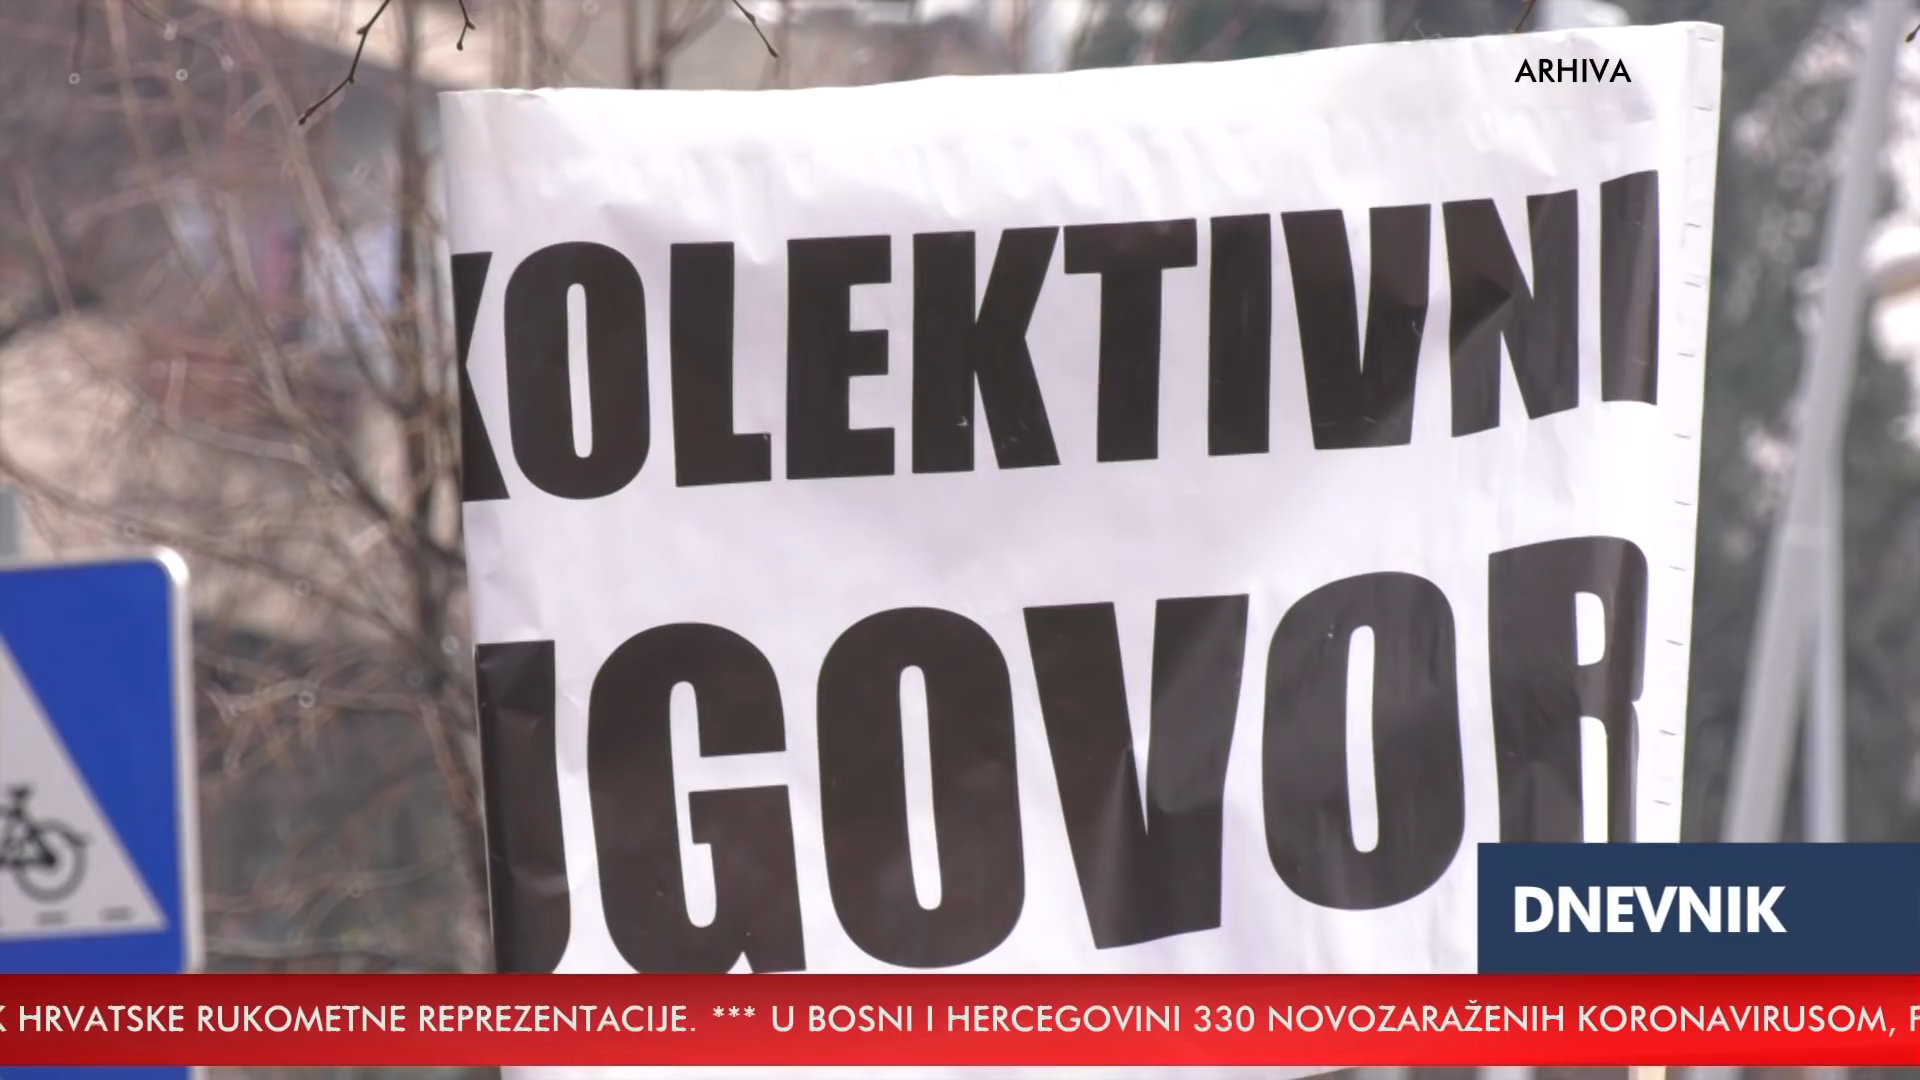 ARHIVA
KOLEKTIVNI
UGOVOR
DNEVNIK
HRVATSKE RUKOMETNE REPREZENTACIJE. *** U BOSNI I HERCEGOVINI 330 NOVOZARAŽENIH KORONAVIRUSOM,